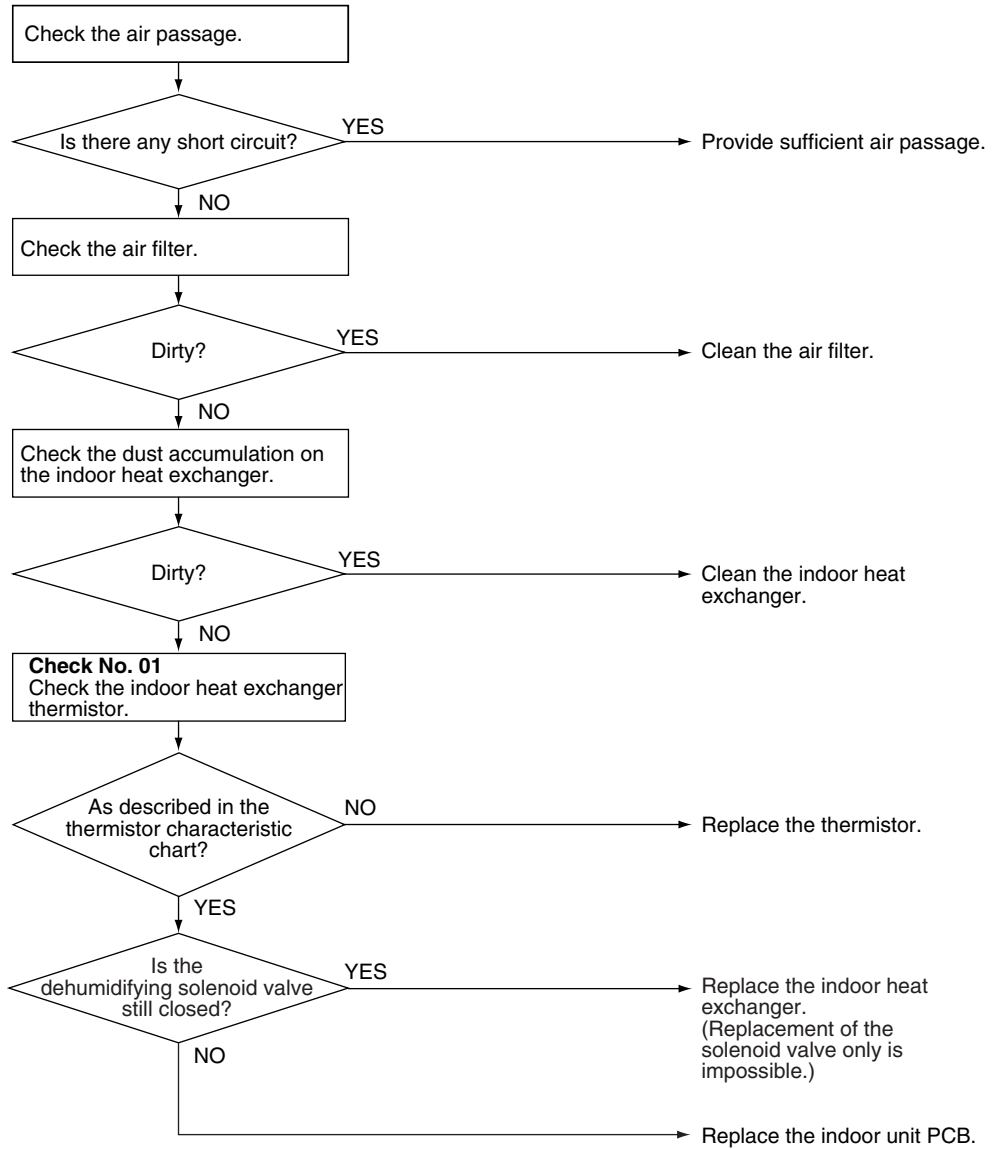 Check the air passage.
Is there any short circuit?
YES
Provide sufficient air passage.
NO
Check the air filter.
Dirty?
YES
Clean the air filter.
NO
Check the dust accumulation on
the indoor heat exchanger.
Dirty?
YES
Clean the indoor heat
exchanger.
NO
Check No. 01
Check the indoor heat exchanger
thermistor.
As described in the
thermistor characteristic
chart?
NO
Replace the thermistor.
YES
Is the
dehumidifying solenoid valve
still closed?
YES
Replace the indoor heat
exchanger.
(Replacement of the
solenoid valve only is
impossible.)
NO
Replace the indoor unit PCB.